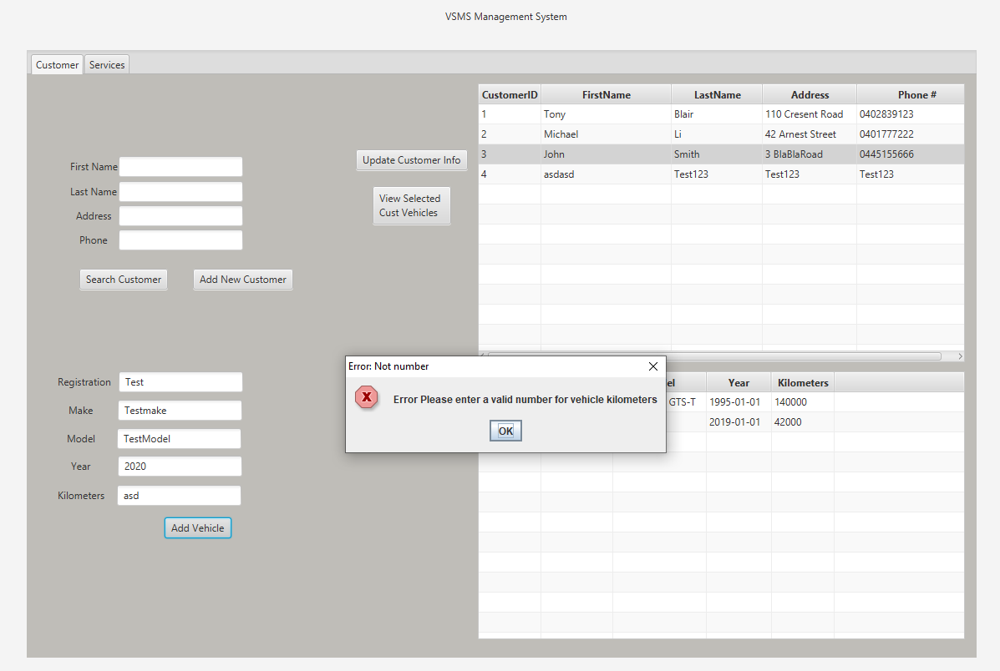 VSMS Management System
Customer Services
First Name
Last Name
Address
Phone
Update Customer Info
View Selected
Cust Vehicles
Search Customer Add New Customer
CustomerID FirstName LastName Address Phone #
1 Tony Blair 110 Cresent Road 0402839123
2 Michael Li 42 Arnest Street 0401777222
3 John Smith 3 BlaBlaRoad 0445155666
4 asdasd Test123 Test123 Test123
Registration Test
Make Testmake
Model TestModel
Year 2020
Kilometers asd
Add Vehicle
Error: Not number
X
Error Please enter a valid number for vehicle kilometers
OK
el Year Kilometers
GTS-T 1995-01-01 140000
2019-01-01 42000